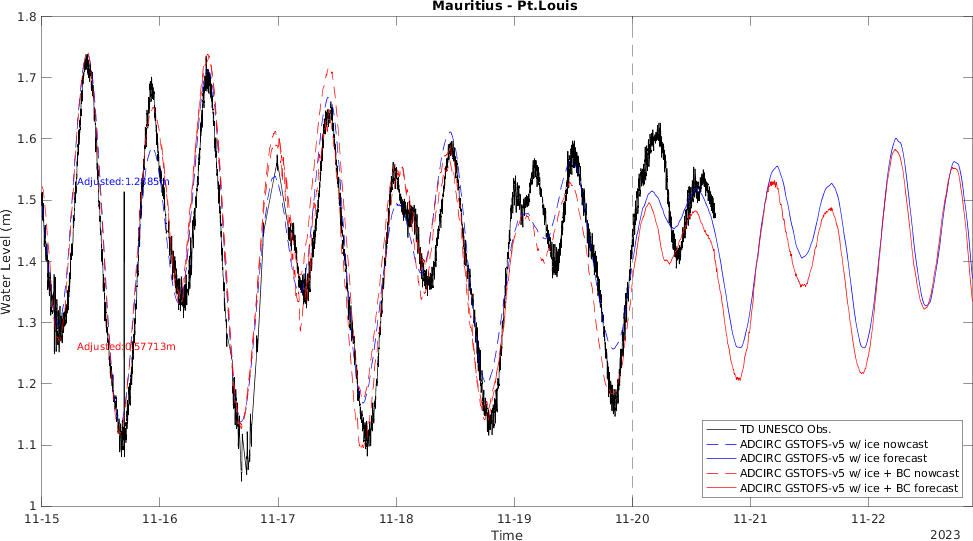 Mauritius - Pt.Louis
Water Level (m)
1.8
1.7
1.6
1.5
1.4
1.3
1.2
1.1
1
Adjusted:1.2385m
Adjusted:0.57713m
TD UNESCO Obs.
ADCIRC GSTOFS-v5 w/ ice nowcast
ADCIRC GSTOFS-v5 w/ ice forecast
ADCIRC GSTOFS-v5 w/ ice + BC nowcast
ADCIRC GSTOFS-v5 w/ ice + BC forecast
11-15 11-16 11-17 11-18 11-19 11-20 11-21 11-22
Time
2023